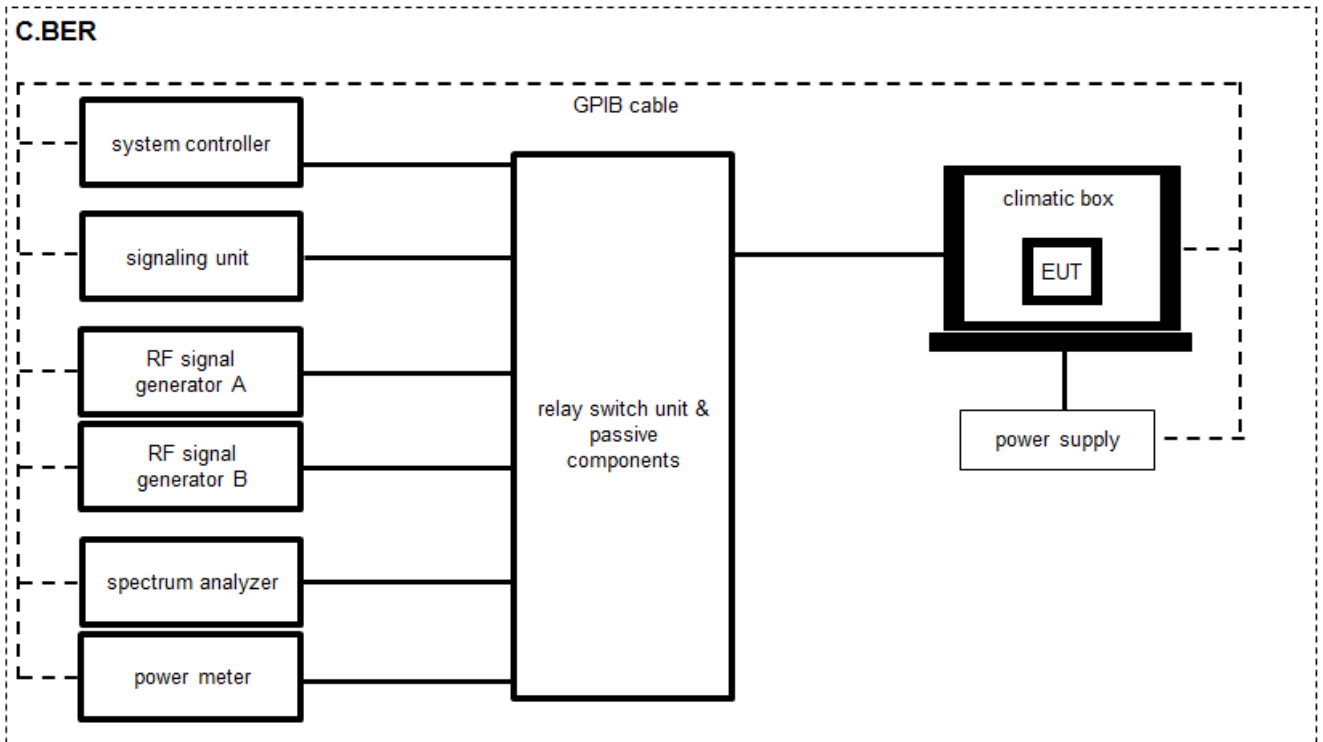 C.BER
GPIB cable
system controller
signaling unit
RF signal
generator A
RF signal
generator B
spectrum analyzer
power meter
relay switch unit &
passive
components
climatic box
EUT
power supply